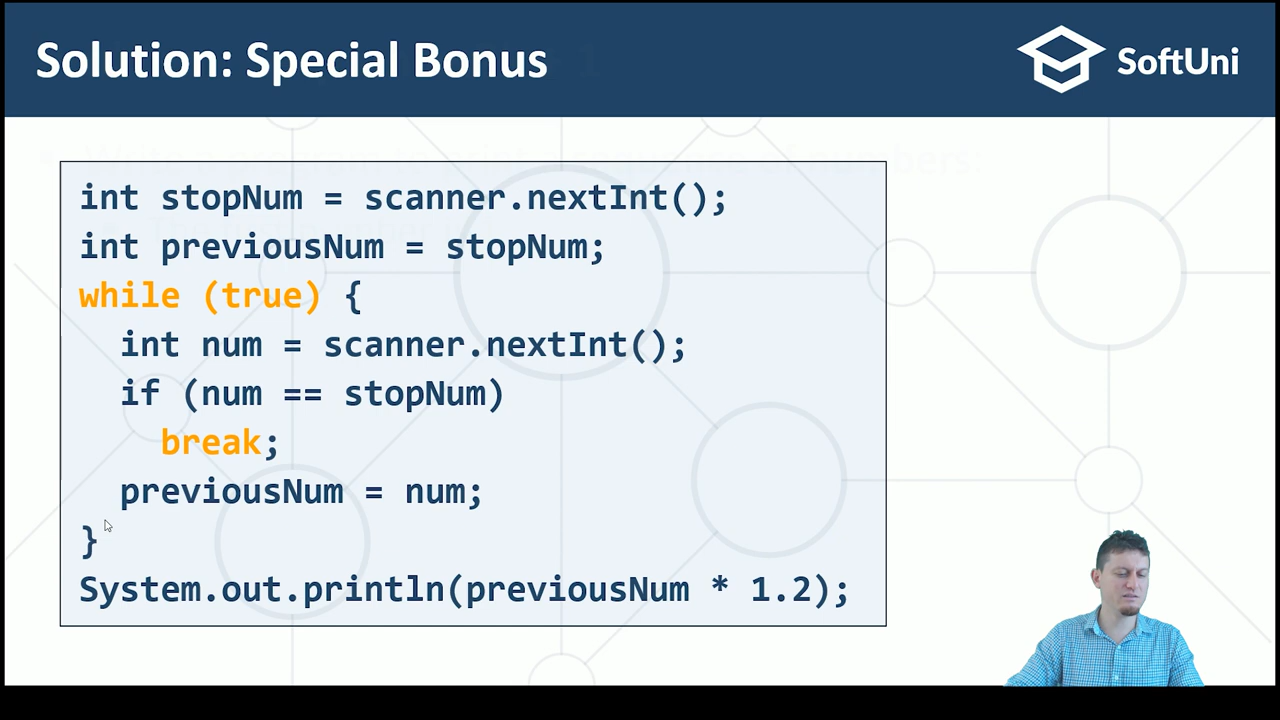 Solution: Special Bonus
SoftUni
int stopNum = scanner.nextInt();
int previousNum = stopNum;
while (true) {
int num = scanner.nextInt();
if (num == stopNum)
break;
previousNum = num;
}
System.out.println(previousNum * 1.2);